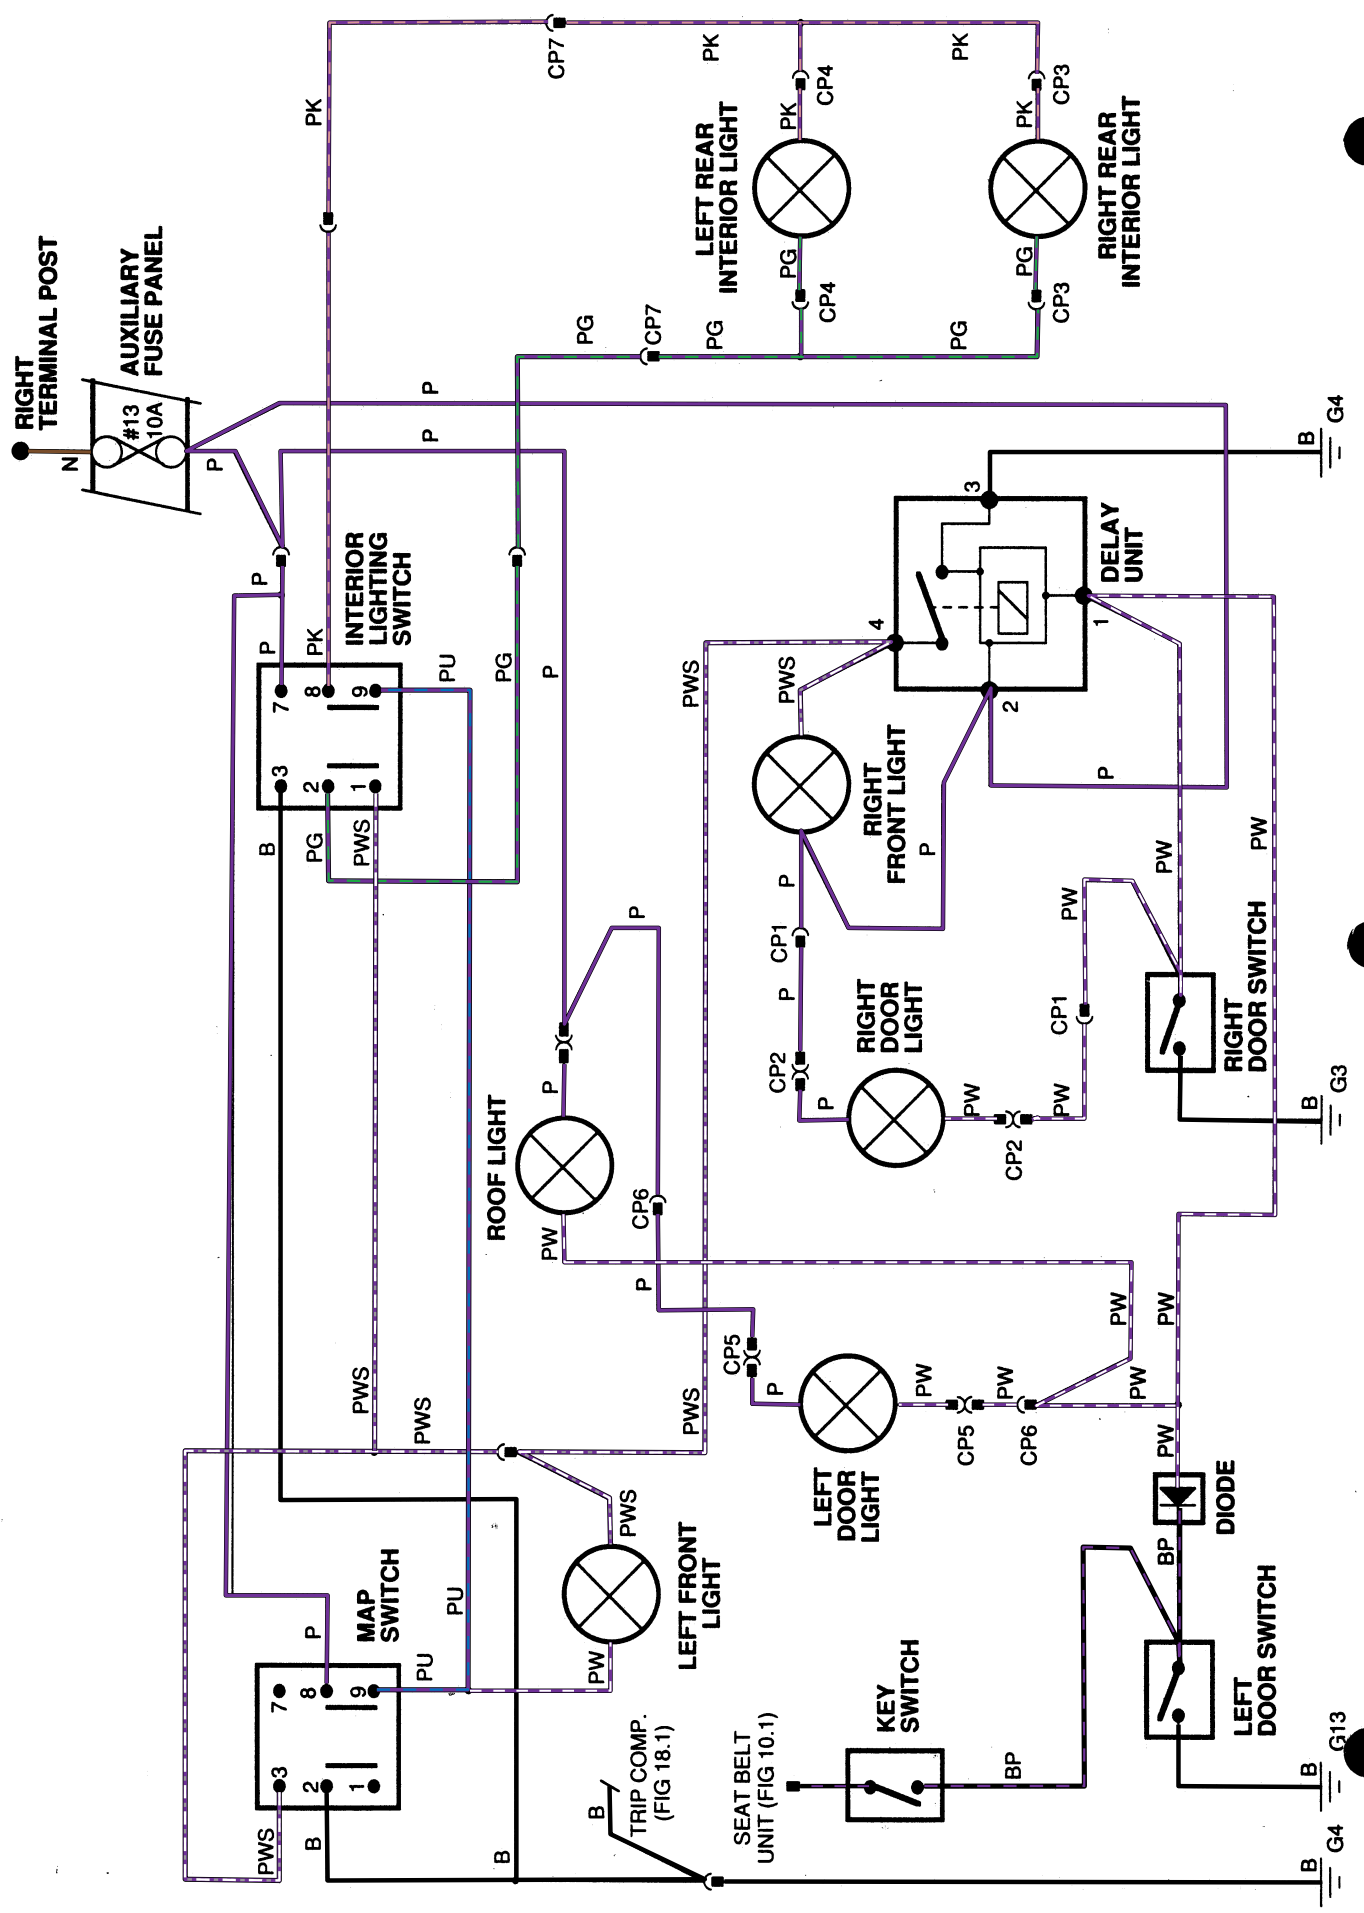 RIGHT
TERMINAL POST
N
AUXILIARY
FUSE PANEL
#13
10A
P
P
P
P
P
INTERIOR
LIGHTING
SWITCH
7
8
9
3
2
1
PK
PK
PU
PG
P
B
PG
PWS
CP7
PK
PK
CP4
CP3
PK
PK
LEFT REAR
INTERIOR LIGHT
RIGHT REAR
INTERIOR LIGHT
PG
PG
CP4
CP3
PG
CP7
PG
PG
B
G4
3
DELAY
UNIT
4
1
2
PWS
PWS
RIGHT
FRONT LIGHT
P
P
P
PW
PW
PW
CP1
P
CP2
P
RIGHT
DOOR
LIGHT
PW
CP2
PW
CP1
RIGHT
DOOR SWITCH
B
G3
P
P
ROOF LIGHT
PW
CP6
P
CP5
P
PW
PW
PW
LEFT
DOOR
LIGHT
PW
CP5
PW
CP6
PW
DIODE
BP
PWS
PWS
PWS
PWS
LEFT FRONT
LIGHT
PW
PU
PU
P
MAP
SWITCH
7
8
9
3
2
1
PWS
B
B
B
TRIP COMP.
(FIG 18.1)
SEAT BELT
UNIT (FIG 10.1)
KEY
SWITCH
BP
LEFT
DOOR SWITCH
B
G13
B
G4